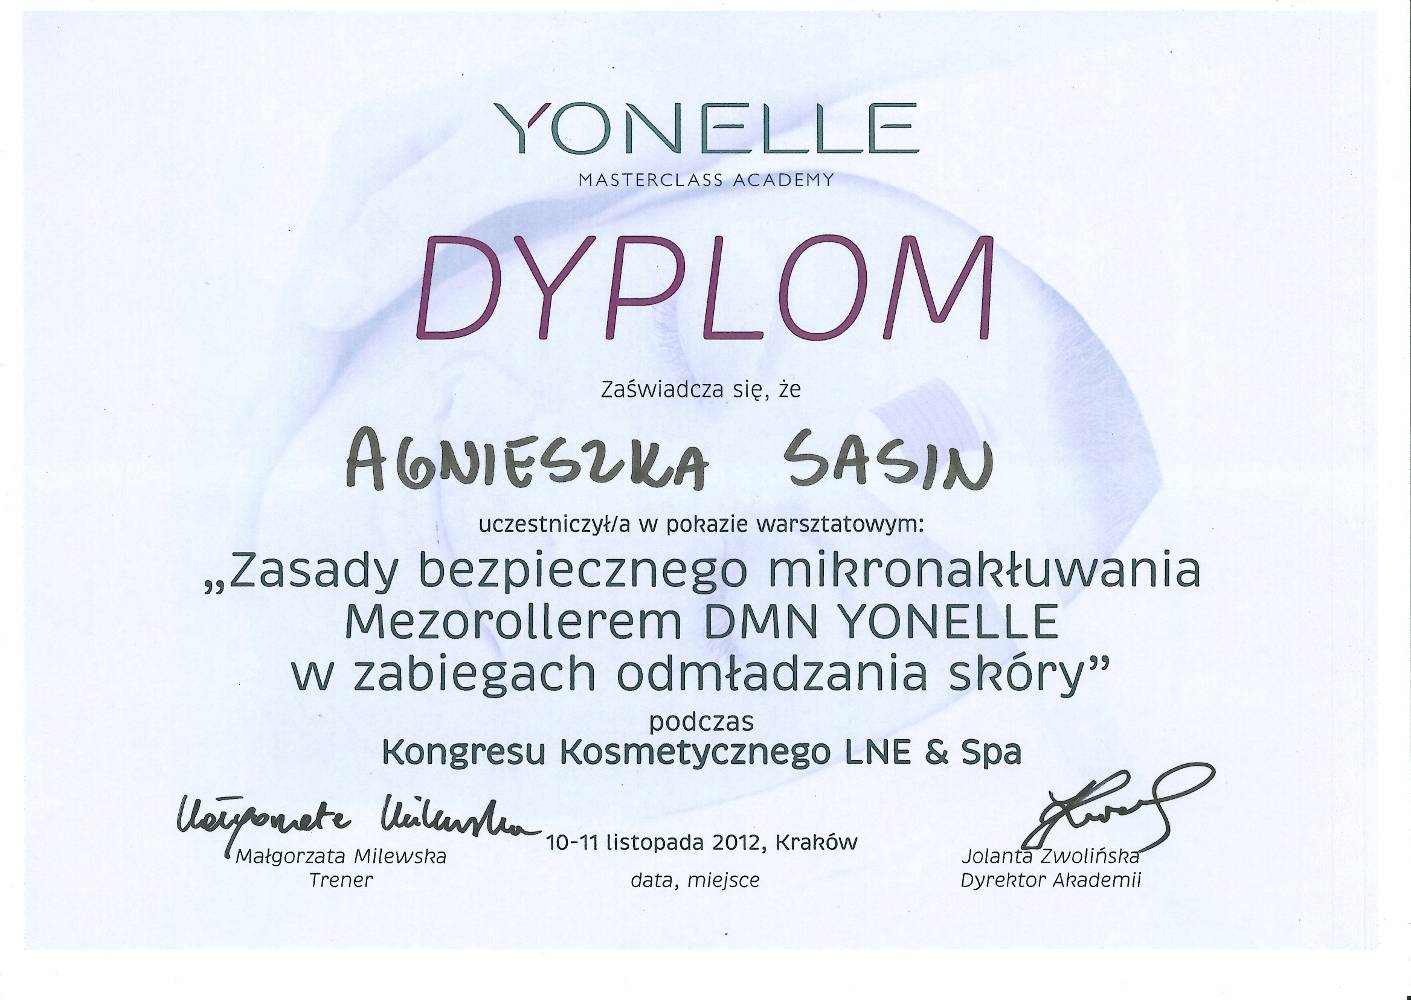 YONELLE
MASTERCLASS ACADEMY
DYPLOM
Zaświadcza się, że
AGNIESZKA SASIN
uczestniczył/a w pokazie warsztatowym:
„Zasady bezpiecznego mikronakłuwania
Mezorollerem DMN YONELLE
w zabiegach odmładzania skóry”
podczas
Kongresu Kosmetycznego LNE & Spa
Małgorzata Milewska
10-11 listopada 2012, Kraków
Małgorzata Milewska
Jolanta Zwolińska
Trener
data, miejsce
Dyrektor Akademii